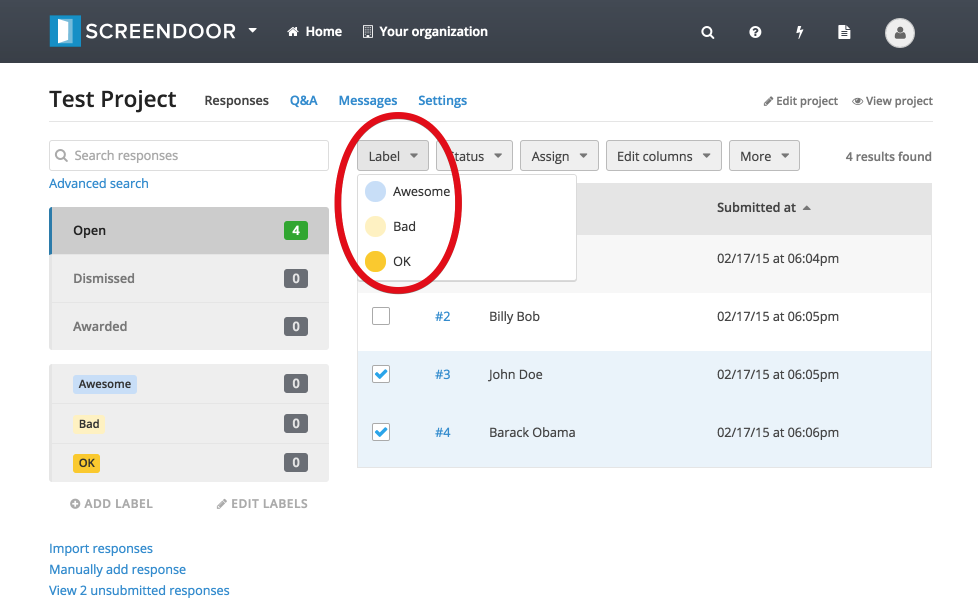 SCREENDOOR Home Your organization
Test Project Responses Q&A Messages Settings Edit project View project
Search responses
Advanced search
Label Status Assign Edit columns More 4 results found
Awesome
Bad
OK
Submitted at
Open 4
Dismissed 0
Awarded 0
Awesome 0
Bad 0
OK 0
ADD LABEL EDIT LABELS
Import responses
Manually add response
View 2 unsubmitted responses
02/17/15 at 06:04pm
#2 Billy Bob 02/17/15 at 06:05pm
#3 John Doe 02/17/15 at 06:05pm
#4 Barack Obama 02/17/15 at 06:06pm